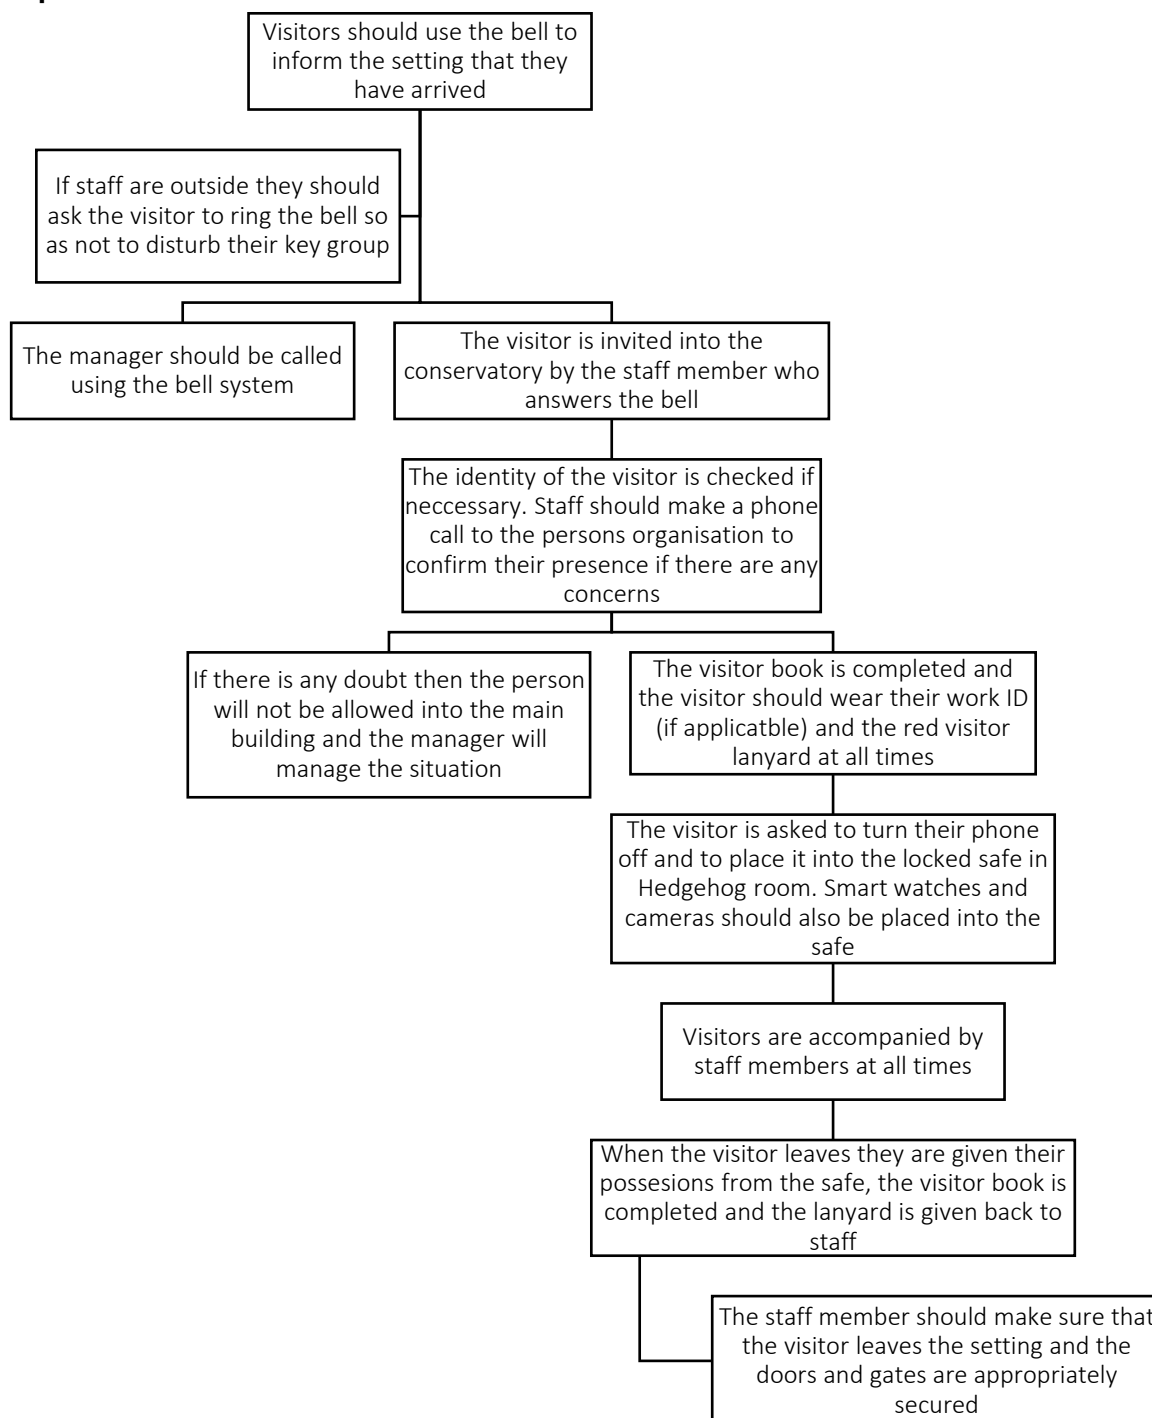 Visitors should use the bell to
inform the setting that they
have arrived
If staff are outside they should
ask the visitor to ring the bell so
as not to disturb their key group
The manager should be called
using the bell system
The visitor is invited into the
conservatory by the staff member who
answers the bell
The identity of the visitor is checked if
neccessary. Staff should make a phone
call to the persons organisation to
confirm their presence if there are any
concerns
If there is any doubt then the person
will not be allowed into the main
building and the manager will
manage the situation
The visitor book is completed and
the visitor should wear their work ID
(if applicatble) and the red visitor
lanyard at all times
The visitor is asked to turn their phone
off and to place it into the locked safe in
Hedgehog room. Smart watches and
cameras should also be placed into the
safe
Visitors are accompanied by
staff members at all times
When the visitor leaves they are given their
possesions from the safe, the visitor book is
completed and the lanyard is given back to
staff
The staff member should make sure that
the visitor leaves the setting and the
doors and gates are appropriately
secured